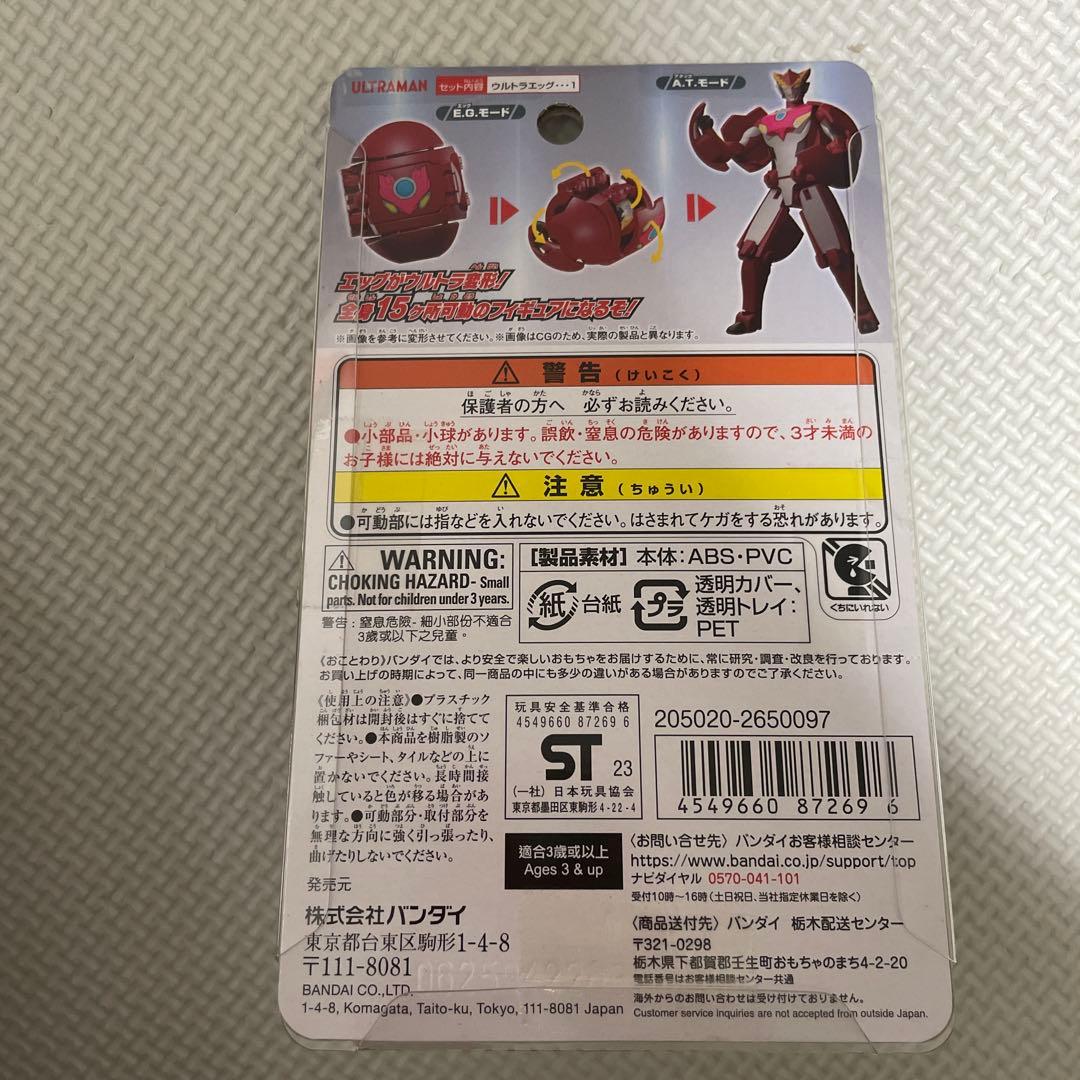 ULTRAMAN セット内容 ウルトラエッグ・・・1
E.G.モード
A.T.モード
エッグがウルトラ変形!
全身15ヶ所可動のフィギュアになるぞ!
※画像を参考に変形させてください。※画像はCGのため、実際の製品と異なります。
警告(けいこく)
保護者の方へ 必ずお読みください。
●小部品・小球があります。誤飲・窒息の危険がありますので、3才未満の
お子様には絶対に与えないでください。
注意(ちゅうい)
●可動部には指などを入れないでください。はさまれてケガをする恐れがあります。
WARNING:
CHOKING HAZARD- Small
parts. Not for children under 3 years.
警告：窒息危險- 細小部份不適合
3歲或以下之兒童。
【製品素材】本体：ABS・PVC
紙 台紙
プラ 透明カバー、
透明トレイ：
PET
くちにいれない
《おことわり》バンダイでは、より安全で楽しいおもちゃをお届けするために、常に研究・調査・改良を行っております。
お買い上げの時期によって、同一商品の中にも多少の違いがある場合がありますのでご了承ください。
《使用上の注意》●プラスチック
梱包材は開封後はすぐに捨てて
ください。●本商品を樹脂製のソ
ファーやシート、タイルなどの上に
置かないでください。長時間接
触していると色が移る場合があ
ります。●可動部分・取付部分を
無理な方向に強く引っ張ったり、
曲げたりしないでください。
玩具安全基準合格
4549660 87269 6
ST 23
(一社)日本玩具協会
東京都墨田区東駒形4-22-4
205020-2650097
4549660 872696
適合3歲或以上
Ages 3 & up
〈お問い合せ先〉バンダイお客様相談センター
https://www.bandai.co.jp/support/top
ナビダイヤル 0570-041-101
受付10時〜16時(土日祝日、当社指定休業日を除く)
〈商品送付先〉バンダイ 栃木配送センター
〒321-0298
栃木県下都賀郡壬生町おもちゃのまち4-2-20
電話番号はお客様相談センター共通
海外からのお問い合わせは受け付けておりません。
Customer service inquiries are not accepted from outside Japan.
発売元
株式会社バンダイ
東京都台東区駒形1-4-8
〒111-8081
BANDAI CO.,LTD.
1-4-8, Komagata, Taito-ku, Tokyo, 111-8081 Japan